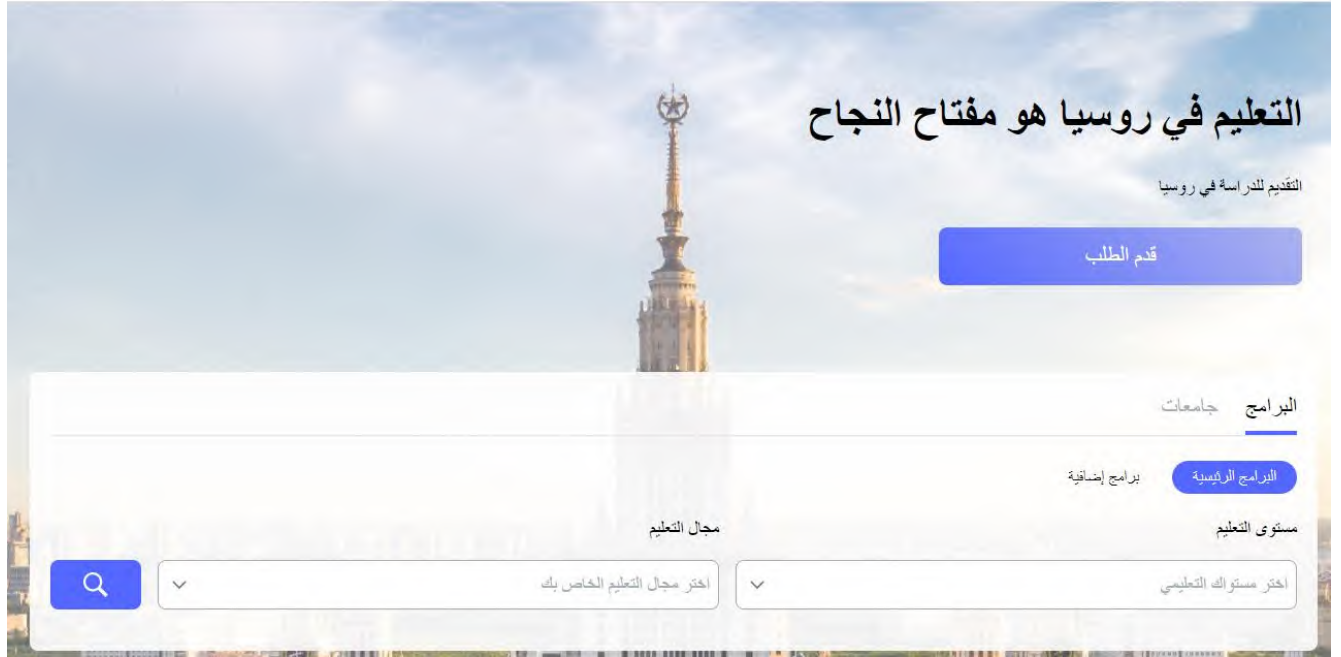 التعليم في روسيا هو مفتاح النجاح
التقديم للدراسة في روسيا
قدم الطلب
البرامج جامعات
البرامج الرئيسية برامج إضافية
مستوى التعليم مجال التعليم
اختر مستواك التعليمي اختر مجال التعليم الخاص بك